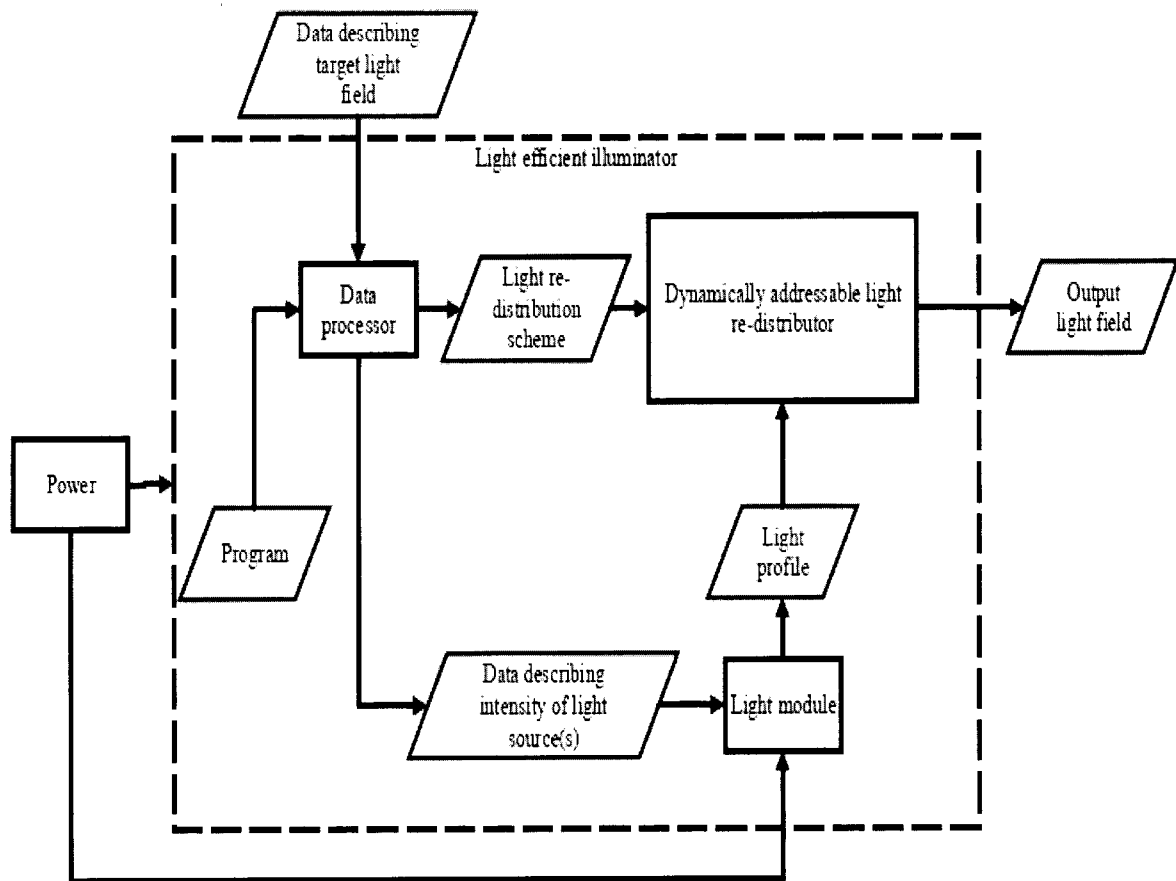 Data describing
target light
field
Light efficient illuminator
Data
processor
Light re-
distribution
scheme
Dynamically addressable light
re-distributor
Output
light field
Power
Program
Light
profile
Data describing
intensity of light
source(s)
Light module